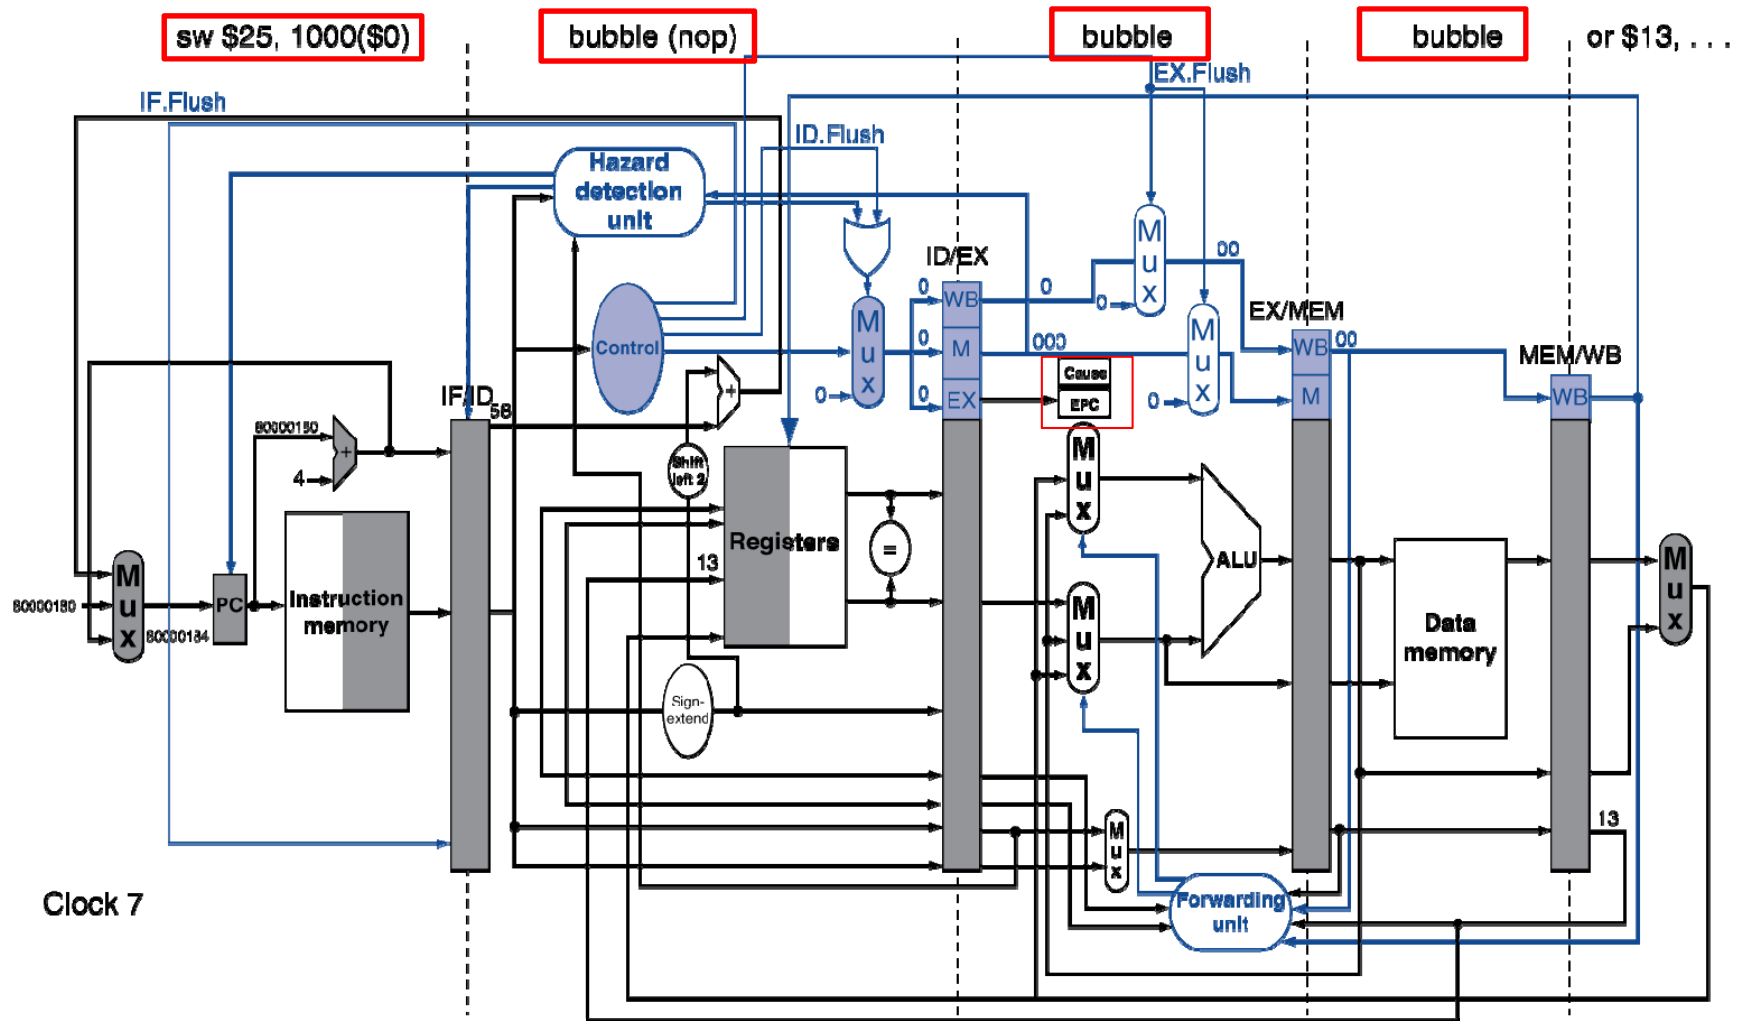 sw $25, 1000($0)
bubble (nop)
bubble
bubble
or $13, . . .
EX.Flush
IF.Flush
ID.Flush
Hazard
detection
unit
M
u
x
00
ID/EX
0
WB
0
0
EX/MEM
M
u
x
0
M
000
WB
00
MEM/WB
Control
M
u
x
Cause
0
EX
EPC
0
M
WB
0
IF/ID
58
+
80000180
+
4
Shift
left 2
M
u
x
Registers
=
ALU
13
M
u
x
80000180
PC
80000184
Instruction
memory
M
u
x
Data
memory
M
u
x
Sign-
extend
M
u
x
13
Clock 7
Forwarding
unit